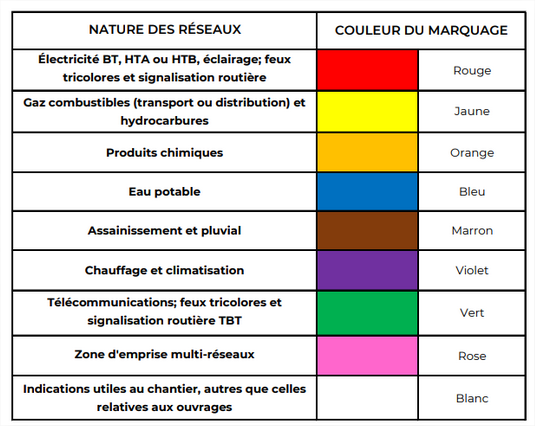 NATURE DES RÉSEAUX
COULEUR DU MARQUAGE
Électricité BT, HTA ou HTB, éclairage; feux
tricolores et signalisation routière
Rouge
Gaz combustibles (transport ou distribution) et
hydrocarbures
Jaune
Produits chimiques
Orange
Eau potable
Bleu
Assainissement et pluvial
Marron
Chauffage et climatisation
Violet
Télécommunications; feux tricolores et
signalisation routière TBT
Vert
Zone d'emprise multi-réseaux
Rose
Indications utiles au chantier, autres que celles
relatives aux ouvrages
Blanc